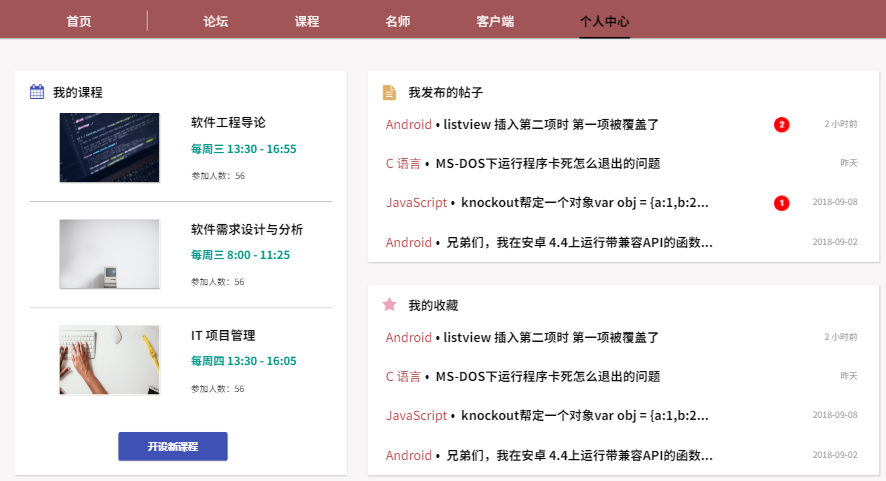 首页 论坛 课程 名师 客户端 个人中心
我的课程
软件工程导论
每周三 13:30 - 16:55
参加人数：56
软件需求设计与分析
每周三 8:00 - 11:25
参加人数：56
IT 项目管理
每周四 13:30 - 16:05
参加人数：56
开设新课程
我发布的帖子
Android • listview 插入第二项时 第一项被覆盖了 2 2 小时前
C 语言 • MS-DOS下运行程序卡死怎么退出的问题 昨天
JavaScript • knockout帮定一个对象var obj = {a:1,b:2... 1 2018-09-08
Android • 兄弟们，我在安卓 4.4上运行带兼容API的函数... 2018-09-02
我的收藏
Android • listview 插入第二项时 第一项被覆盖了 2 小时前
C 语言 • MS-DOS下运行程序卡死怎么退出的问题 昨天
JavaScript • knockout帮定一个对象var obj = {a:1,b:2... 2018-09-08
Android • 兄弟们，我在安卓 4.4上运行带兼容API的函数... 2018-09-02